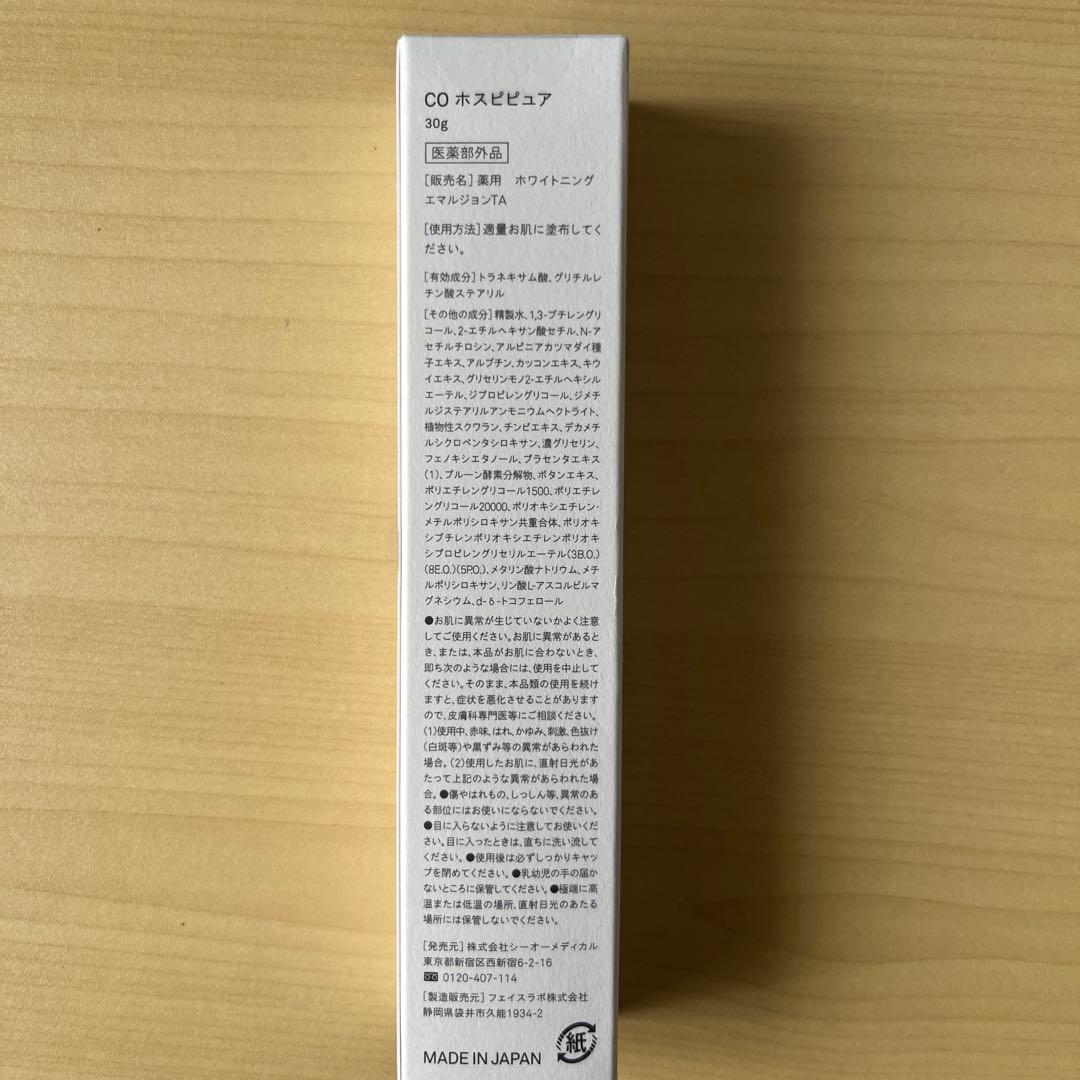 CO ホスピピュア
30g
医薬部外品
[販売名]薬用　ホワイトニング
エマルジョンTA
[使用方法]適量お肌に塗布してく
ださい。
[有効成分]トラネキサム酸、グリチルレ
チン酸ステアリル
[その他の成分]精製水、1,3-ブチレングリ
コール、2-エチルヘキサン酸セチル、N-ア
セチルチロシン、アルピニアカツマダイ種
子エキス、アルブチン、カッコンエキス、キウ
イエキス、グリセリンモノ2-エチルヘキシル
エーテル、ジプロピレングリコール、ジメチ
ルジステアリルアンモニウムヘクトライト、
植物性スクワラン、チンピエキス、デカメチ
ルシクロペンタシロキサン、濃グリセリン、
フェノキシエタノール、プラセンタエキス
(1)、プルーン酵素分解物、ボタンエキス、
ポリエチレングリコール1500、ポリエチレ
ングリコール20000、ポリオキシエチレン・
メチルポリシロキサン共重合体、ポリオキ
シブチレンポリオキシエチレンポリオキ
シプロピレングリセリルエーテル(3B.O.)
(8E.O.)(5P.O.)、メタリン酸ナトリウム、メチ
ルポリシロキサン、リン酸L-アスコルビルマ
グネシウム、d-δ-トコフェロール
●お肌に異常が生じていないかよく注意
してご使用ください。お肌に異常があると
き、または、本品がお肌に合わないとき、
即ち次のような場合には、使用を中止して
ください。そのまま、本品類の使用を続け
ますと、症状を悪化させることがあります
ので、皮膚科専門医等にご相談ください。
(1)使用中、赤味、はれ、かゆみ、刺激、色抜け
(白斑等)や黒ずみ等の異常があらわれた
場合。(2)使用したお肌に、直射日光があ
たって上記のような異常があらわれた場
合。●傷やはれもの、しっしん等、異常のあ
る部位にはお使いにならないでください。
●目に入らないように注意してお使いくだ
さい。目に入ったときは、直ちに洗い流して
ください。●使用後は必ずしっかりキャッ
プを閉めてください。●乳幼児の手の届か
ないところに保管してください。●極端に高
温または低温の場所、直射日光のあたる
場所には保管しないでください。
[発売元]株式会社シーオーメディカル
東京都新宿区西新宿6-2-16
0120-407-114
[製造販売元]フェイスラボ株式会社
静岡県袋井市久能1934-2
MADE IN JAPAN
紙